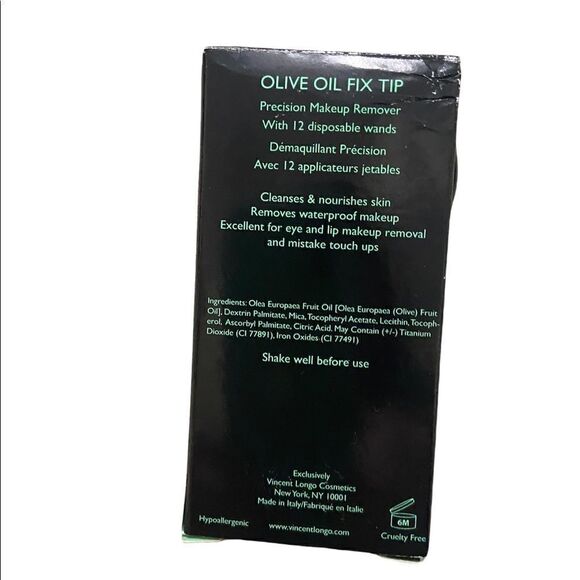 OLIVE OIL FIX TIP
Precision Makeup Remover
With 12 disposable wands
Démaquillant Précision
Avec 12 applicateurs jetables
Cleanses & nourishes skin
Removes waterproof makeup
Excellent for eye and lip makeup removal
and mistake touch ups
Ingredients: Olea Europaea Fruit Oil [Olea Europaea (Olive) Fruit
Oil], Dextrin Palmitate, Mica, Tocopheryl Acetate, Lecithin, Tocoph-
erol, Ascorbyl Palmitate, Citric Acid. May Contain (+/-) Titanium
Dioxide (CI 77891), Iron Oxides (CI 77491)
Shake well before use
Exclusively
Vincent Longo Cosmetics
New York, NY 10001
Made in Italy/Fabriqué en Italie
Hypoallergenic
www.vincentlongo.com
6M
Cruelty Free